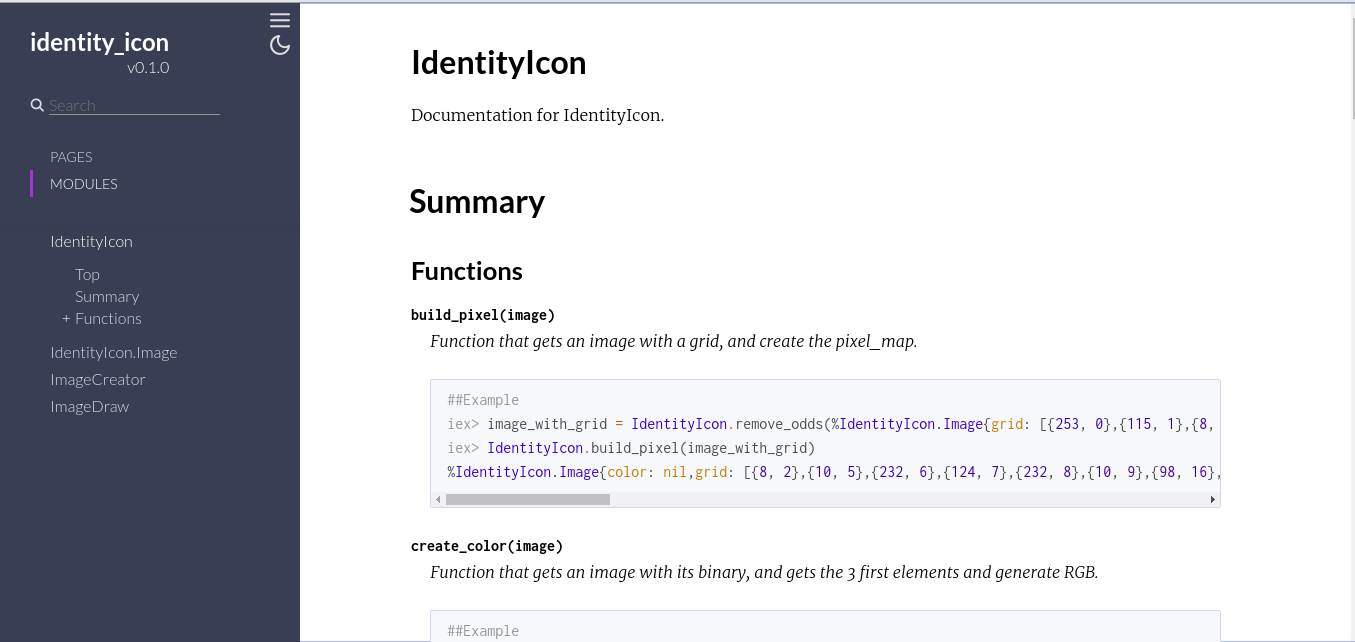 identity_icon
v0.1.0
Search
PAGES
MODULES
IdentityIcon
Top
Summary
+ Functions
IdentityIcon.Image
ImageCreator
ImageDraw
IdentityIcon
Documentation for IdentityIcon.
Summary
Functions
build_pixel(image)
Function that gets an image with a grid, and create the pixel_map.
##Example
iex> image_with_grid = IdentityIcon.remove_odds(%IdentityIcon.Image{grid: [{253, 0},{115, 1},{8,
iex> IdentityIcon.build_pixel(image_with_grid)
%IdentityIcon.Image{color: nil,grid: [{8, 2},{10, 5},{232, 6},{124, 7},{232, 8},{10, 9},{98, 16},
create_color(image)
Function that gets an image with its binary, and gets the 3 first elements and generate RGB.
##Example